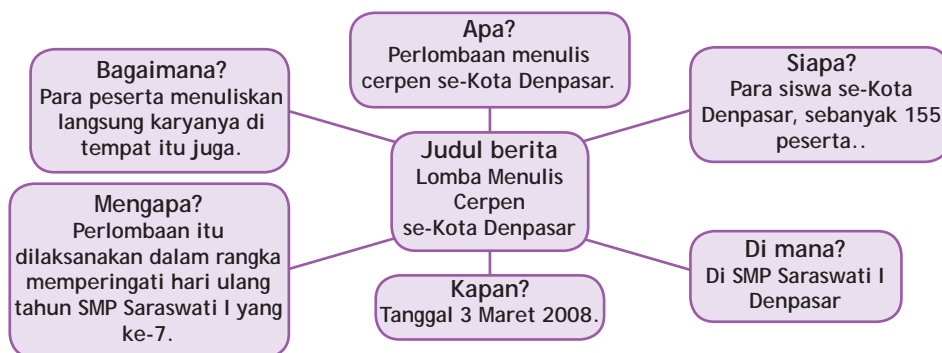 Apa?
Perlombaan menulis
cerpen se-Kota Denpasar.
Bagaimana?
Para peserta menuliskan
langsung karyanya di
tempat itu juga.
Siapa?
Para siswa se-Kota
Denpasar, sebanyak 155
peserta..
Judul berita
Lomba Menulis
Cerpen
se-Kota Denpasar
Mengapa?
Perlombaan itu
dilaksanakan dalam rangka
memperingati hari ulang
tahun SMP Saraswati I yang
ke-7.
Kapan?
Tanggal 3 Maret 2008.
Di mana?
Di SMP Saraswati I
Denpasar